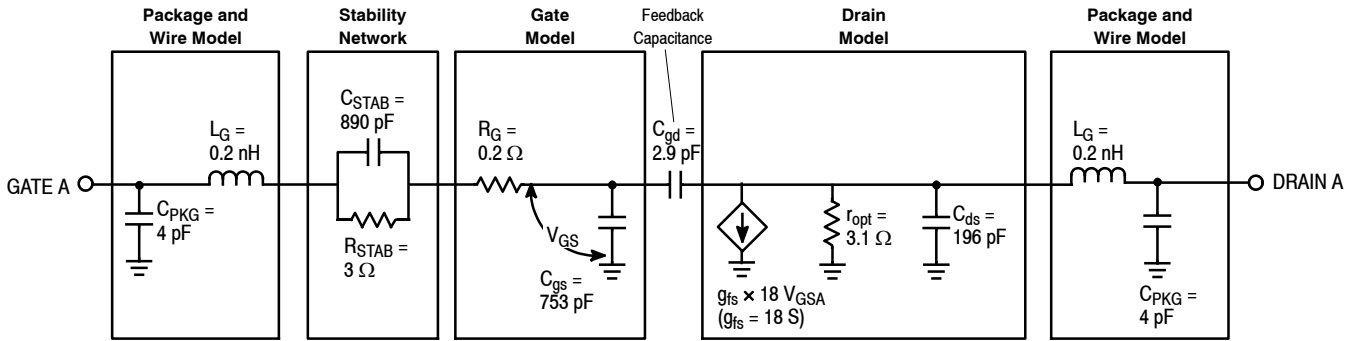 Package and
Wire Model
Stability
Network
Gate
Model
Feedback
Capacitance
Drain
Model
Package and
Wire Model
GATE A
C_PKG =
4 pF
L_G =
0.2 nH
C_STAB =
890 pF
R_STAB =
3 Ω
R_G =
0.2 Ω
V_GS
C_gs =
753 pF
C_gd =
2.9 pF
g_fs × 18 V_GSA
(g_fs = 18 S)
r_opt =
3.1 Ω
C_ds =
196 pF
L_G =
0.2 nH
C_PKG =
4 pF
DRAIN A